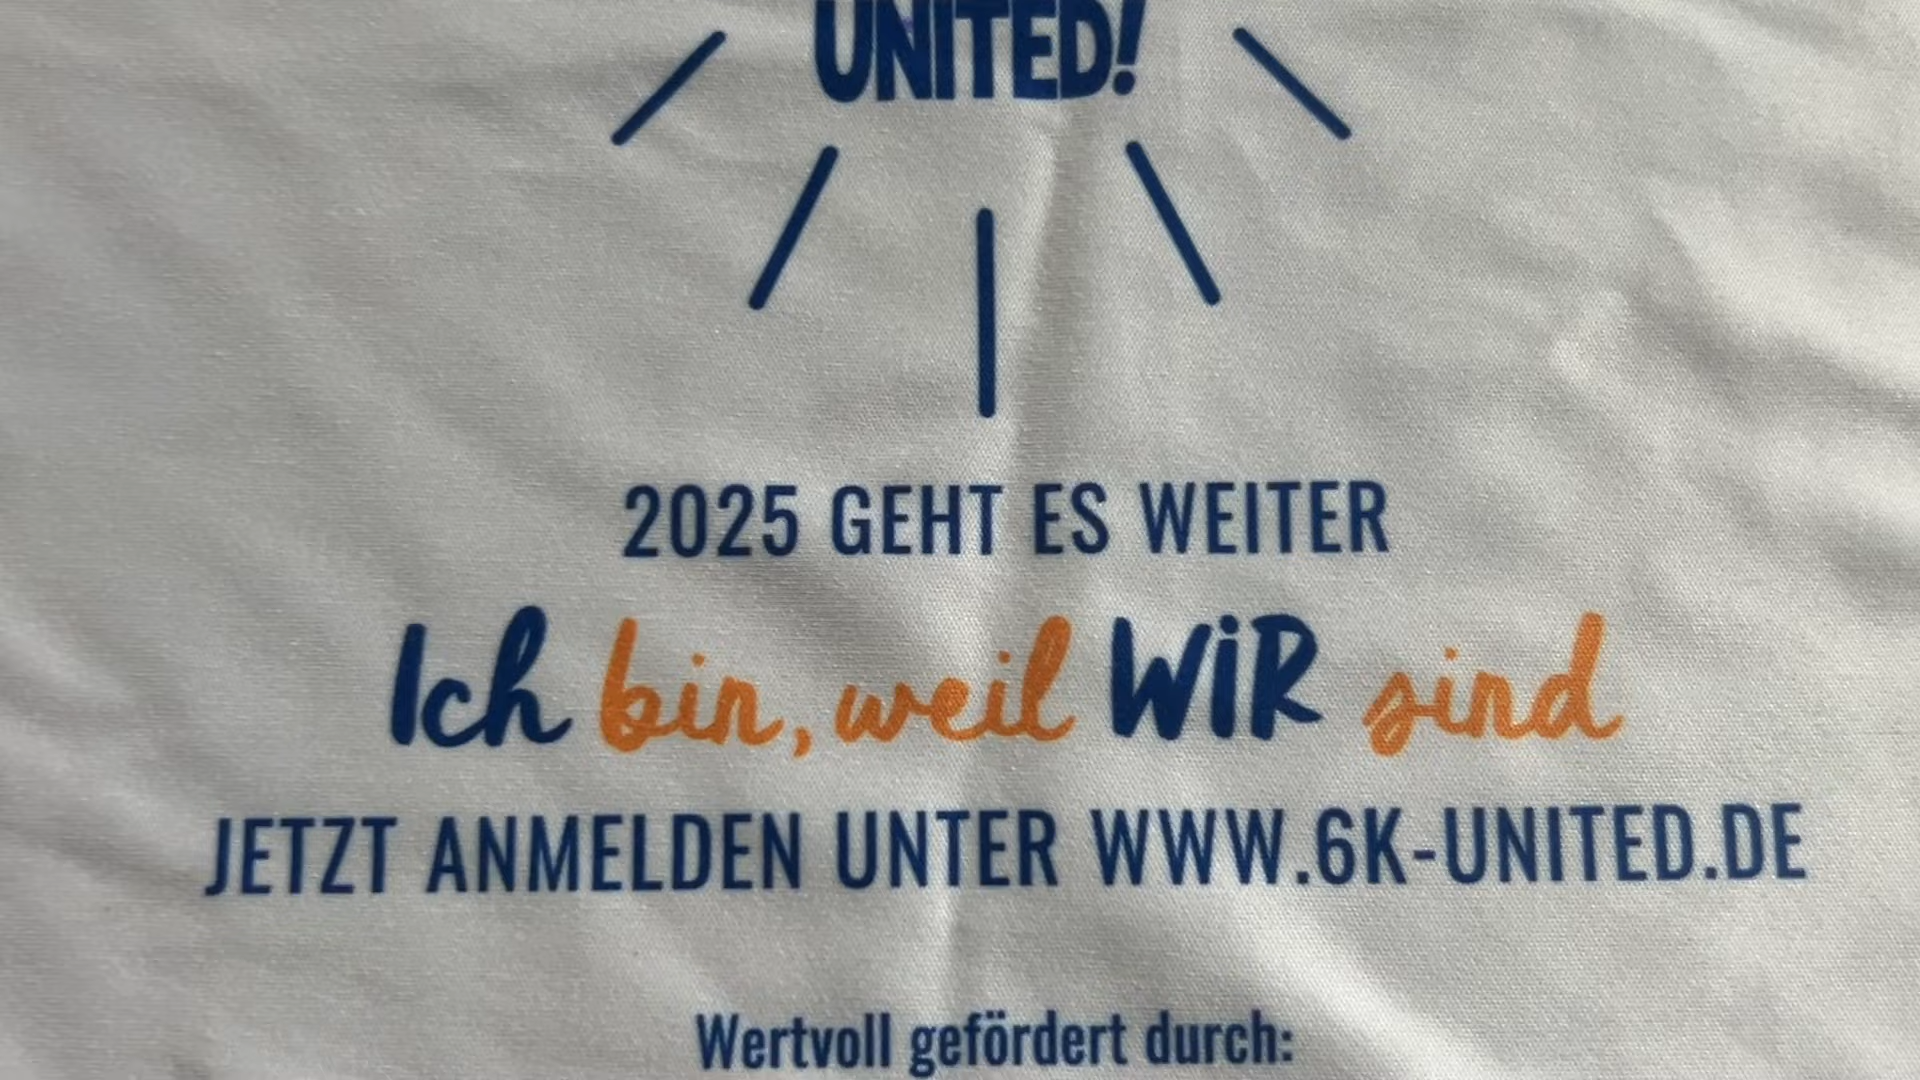 UNITED!
2025 GEHT ES WEITER
Ich bin, weil WiR sind
JETZT ANMELDEN UNTER WWW.6K-UNITED.DE
Wertvoll gefördert durch: